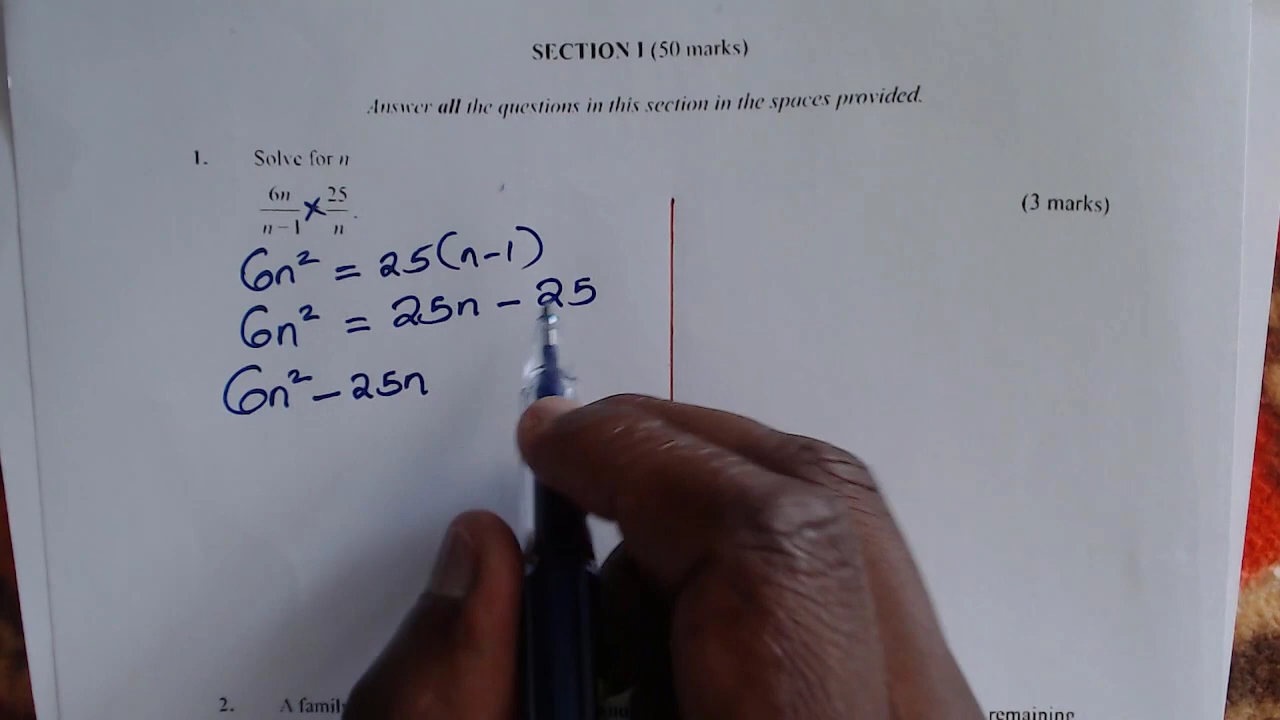 SECTION I (50 marks)
Answer all the questions in this section in the spaces provided.
1. Solve for n
6n/n-1 × 25/n. (3 marks)
6n² = 25(n-1)
6n² = 25n - 25
6n² - 25n
2. A famil
remaining